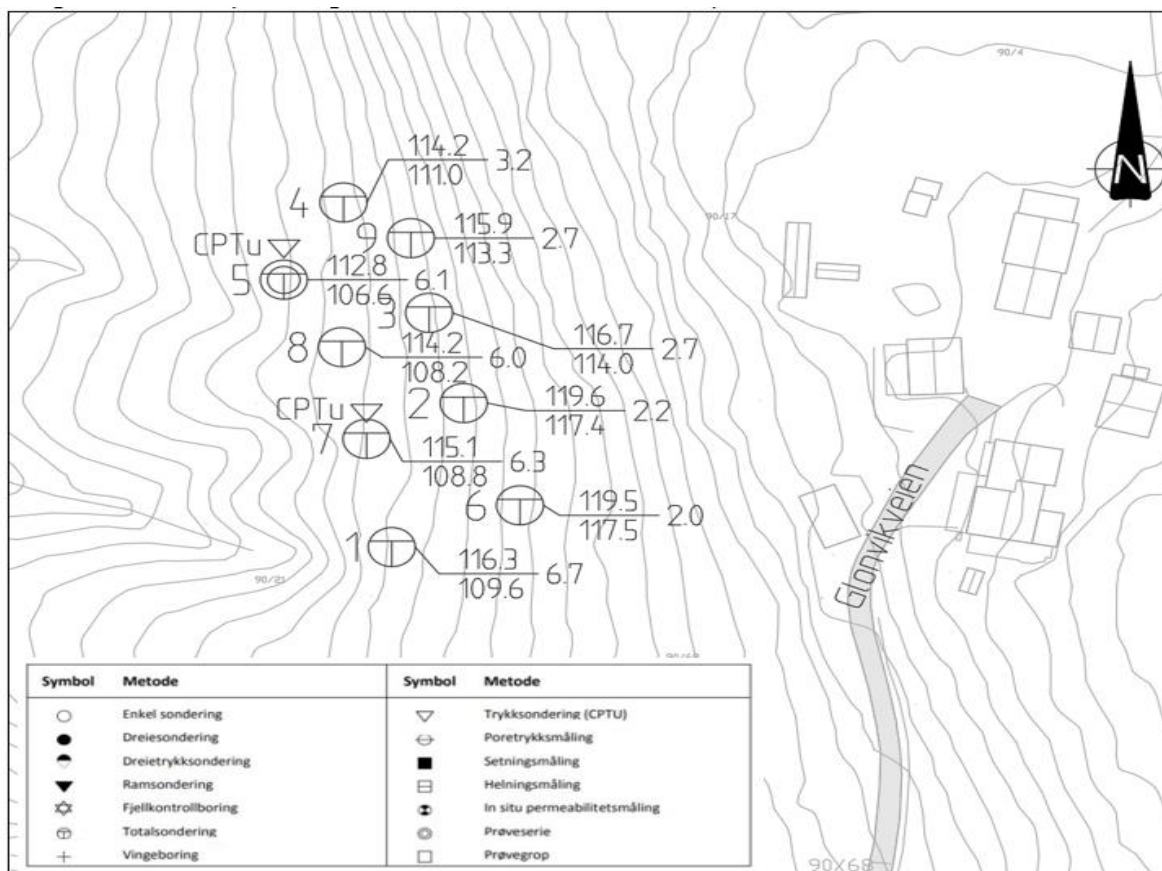 90/4
N
114.2
4 111.0 3.2
90/17
115.9
9 113.3 2.7
CPTu
112.8
5 106.6 6.1
3
116.7
114.0 2.7
8 114.2
108.2 6.0
119.6
2 117.4 2.2
CPTu
7 115.1
108.8 6.3
6 119.5
117.5 2.0
1 116.3
109.6 6.7
Glonvikveien
90/21
90/68
Symbol Metode Symbol Metode
Enkel sondering Trykksondering (CPTU)
Dreiesondering Poretrykksmåling
Dreietrykksondering Setningsmåling
Ramsondering Helningsmåling
Fjellkontrollboring In situ permeabilitetsmåling
Totalsondering Prøveserie
Vingeboring Prøvegrop
90X68